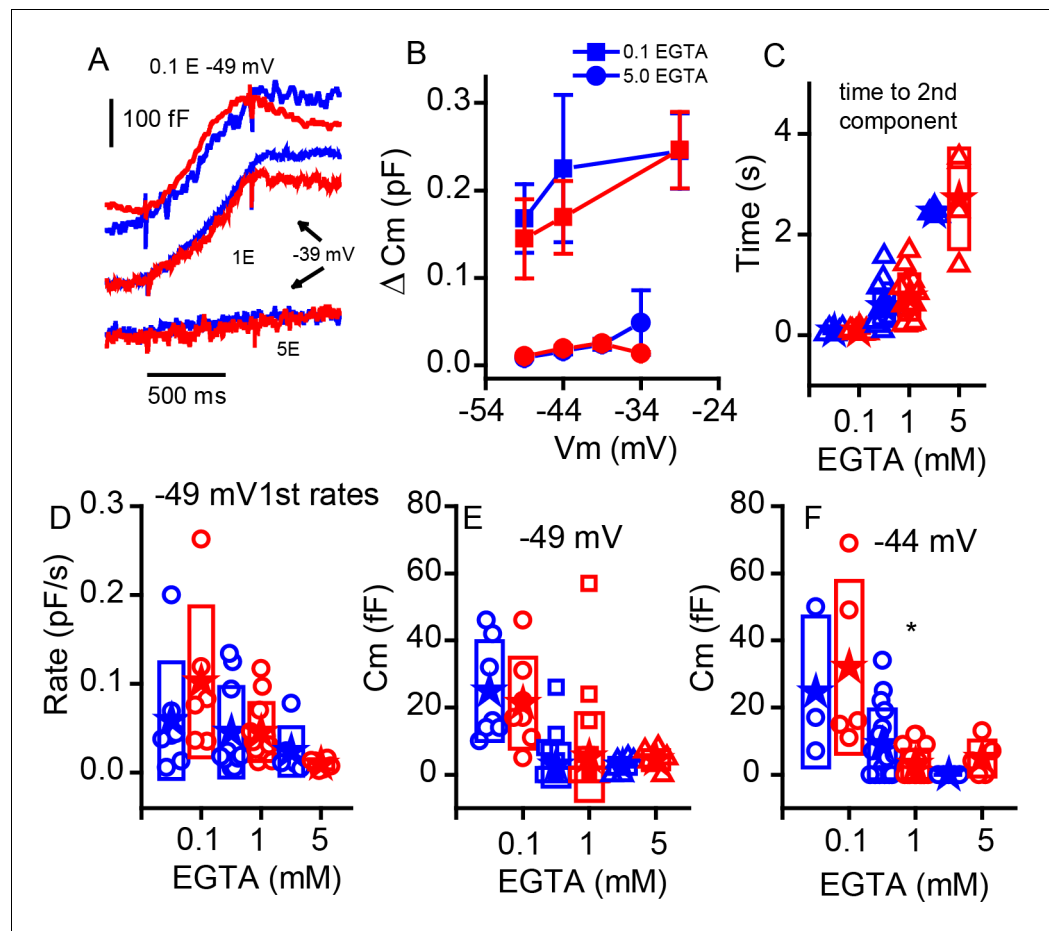 A
0.1 E -49 mV
100 fF
1E
-39 mV
5E
500 ms
B
0.1 EGTA
5.0 EGTA
0.3
0.2
0.1
0.0
Δ Cm (pF)
-54 -44 -34 -24
Vm (mV)
C
time to 2nd
component
4
2
0
Time (s)
0.1 1 5
EGTA (mM)
D
-49 mV1st rates
0.3
0.2
0.1
0.0
Rate (pF/s)
0.1 1 5
EGTA (mM)
E
-49 mV
80
60
40
20
0
Cm (fF)
0.1 1 5
EGTA (mM)
F
-44 mV
*
80
60
40
20
0
Cm (fF)
0.1 1 5
EGTA (mM)